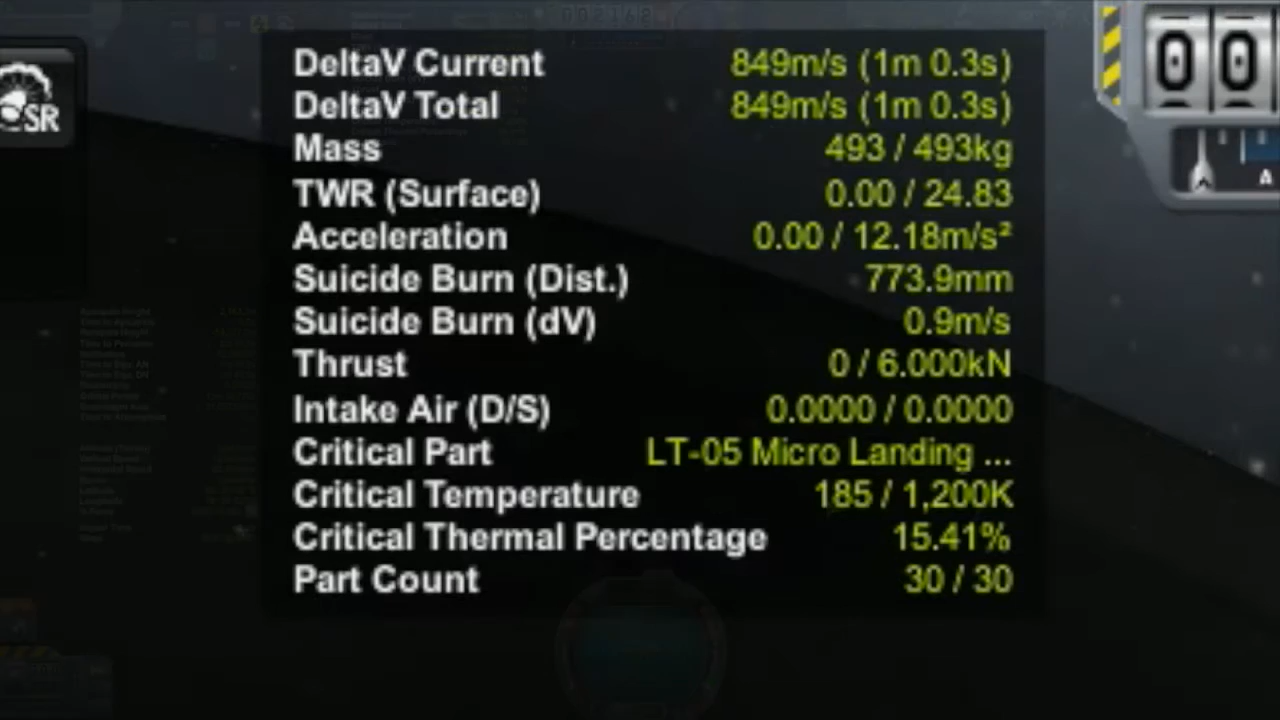 DeltaV Current 849m/s (1m 0.3s)
DeltaV Total 849m/s (1m 0.3s)
Mass 493 / 493kg
TWR (Surface) 0.00 / 24.83
Acceleration 0.00 / 12.18m/s²
Suicide Burn (Dist.) 773.9mm
Suicide Burn (dV) 0.9m/s
Thrust 0 / 6.000kN
Intake Air (D/S) 0.0000 / 0.0000
Critical Part LT-05 Micro Landing ...
Critical Temperature 185 / 1,200K
Critical Thermal Percentage 15.41%
Part Count 30 / 30
SR
0 0
A